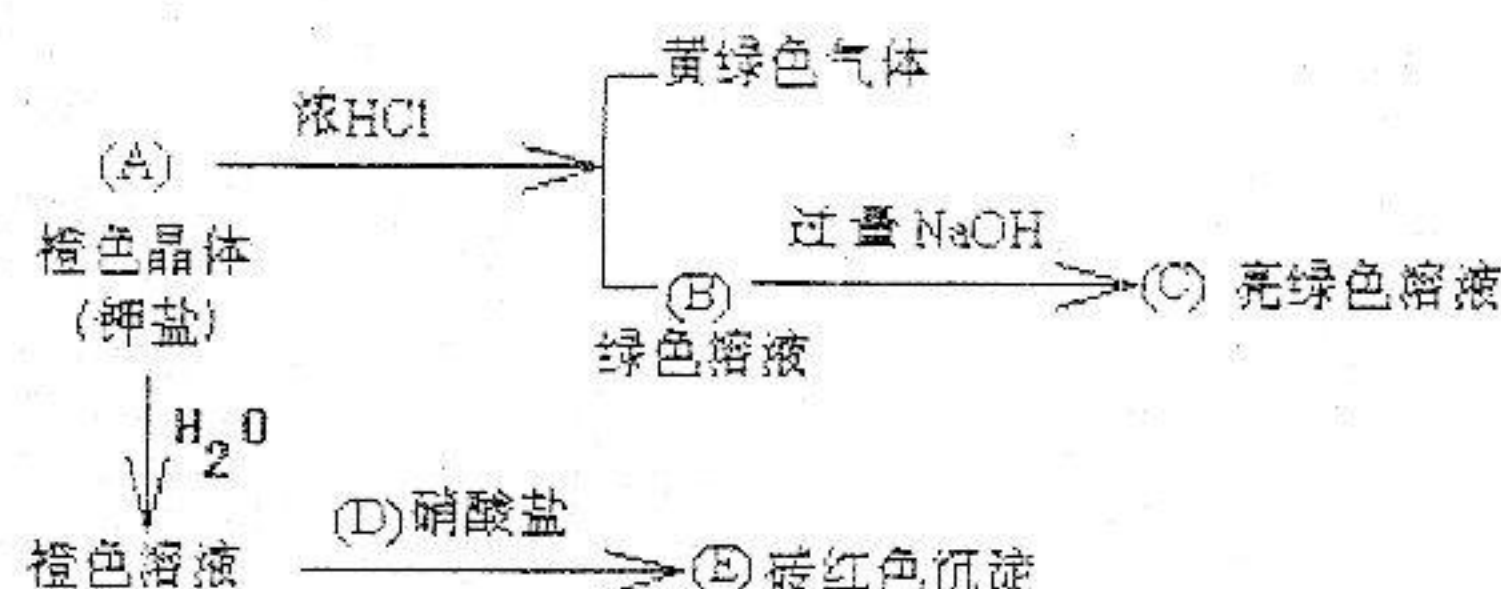 黄绿色气体
浓HCl
(A)
橙色晶体
(钾盐)
过量 NaOH
(B)
绿色溶液
(C) 亮绿色溶液
H₂O
橙色溶液
(D)硝酸盐
(E)砖红色沉淀